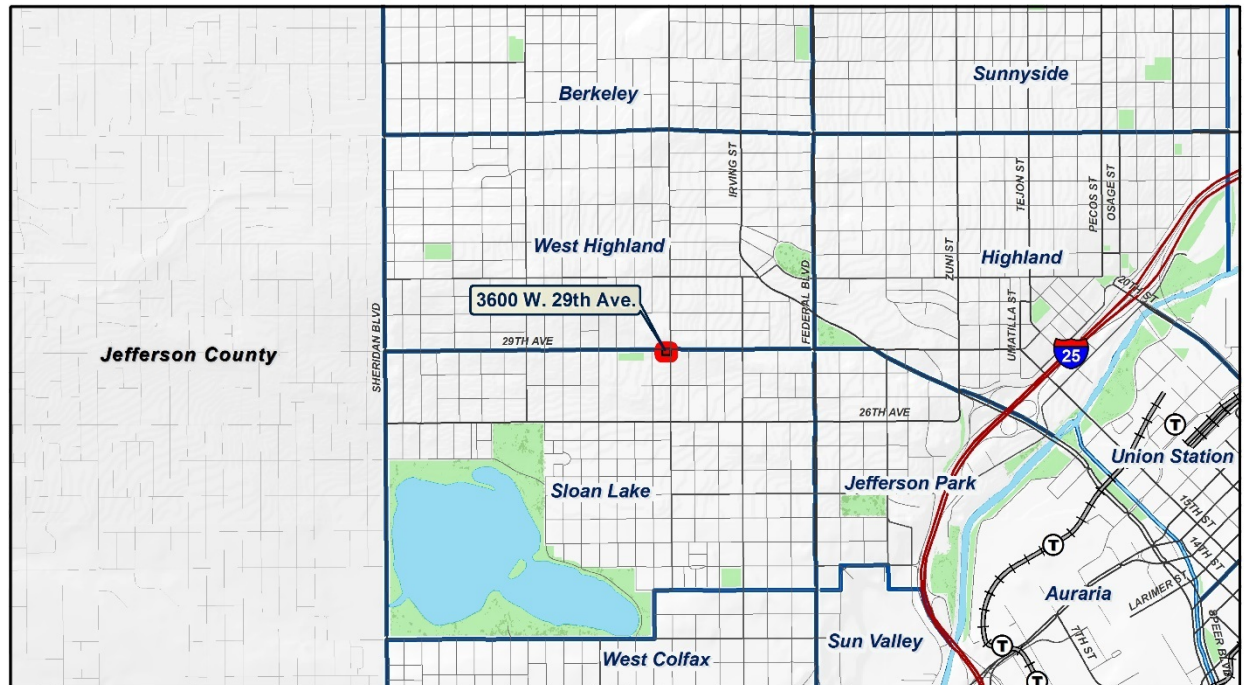 Sunnyside
Berkeley
IRVING ST
TEJON ST
PECOS ST
OSAGE ST
West Highland
Highland
ZUNI ST
FEDERAL BLVD
20TH ST
3600 W. 29th Ave.
UMATILLA ST
SHERIDAN BLVD
29TH AVE
Jefferson County
25
26TH AVE
T
Union Station
Jefferson Park
Sloan Lake
15TH ST
14TH ST
T
Auraria
LARIMER ST
SPEER BLVD
Sun Valley
7TH ST
T
West Colfax
T